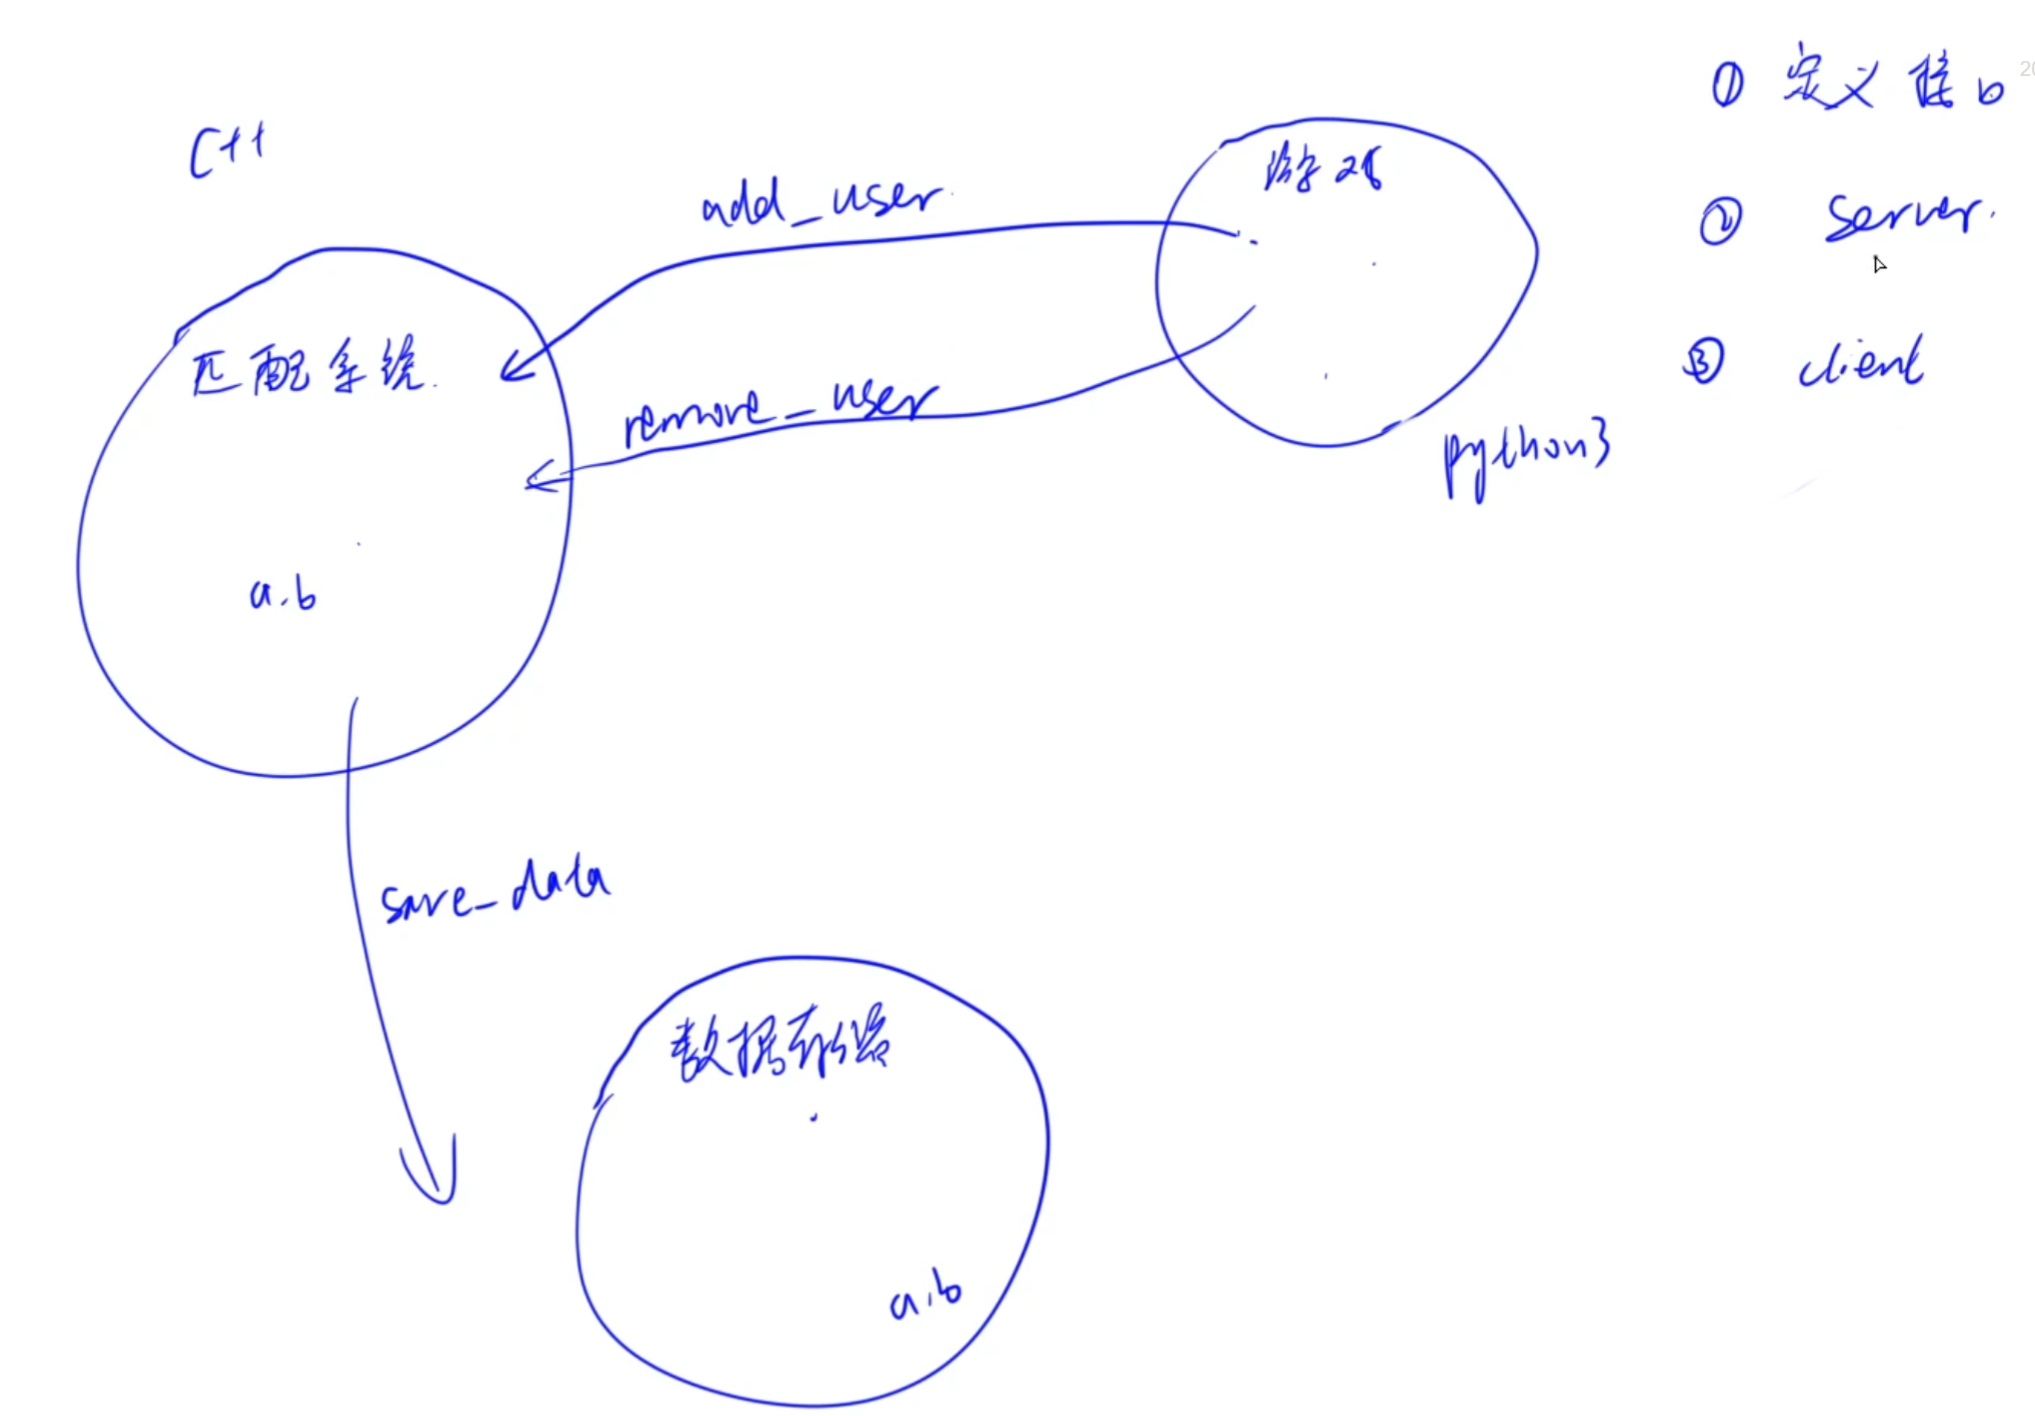 C++
匹配系统.
a.b
add_user
remove_user
游戏
python3
① 定义接口
② server.
③ client
save_data
数据存储
a.b
20